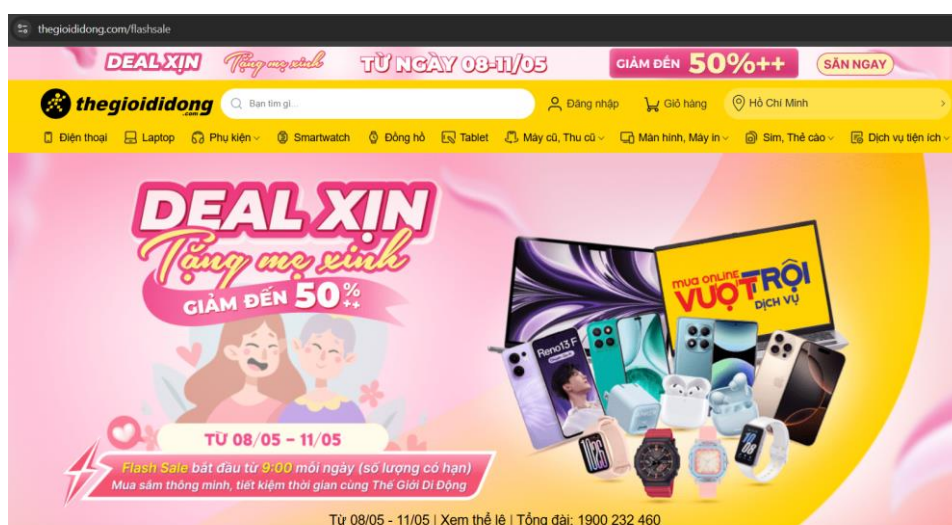 thegioididong.com/flashsale
DEAL XỊN Tặng mẹ xinh TỪ NGÀY 08-11/05 GIẢM ĐẾN 50%++ SĂN NGAY
thegioididong.com Bạn tìm gì... Đăng nhập Giỏ hàng Hồ Chí Minh
Điện thoại Laptop Phụ kiện Smartwatch Đồng hồ Tablet Máy cũ, Thu cũ Màn hình, Máy in Sim, Thẻ cào Dịch vụ tiện ích
DEAL XỊN
Tặng mẹ xinh
GIẢM ĐẾN 50%++
mua online
VƯỢT TRỘI
DỊCH VỤ
Reno13 F
TỪ 08/05 – 11/05
Flash Sale bắt đầu từ 9:00 mỗi ngày (số lượng có hạn)
Mua sắm thông minh, tiết kiệm thời gian cùng Thế Giới Di Động
Từ 08/05 - 11/05 | Xem thể lệ | Tổng đài: 1900 232 460